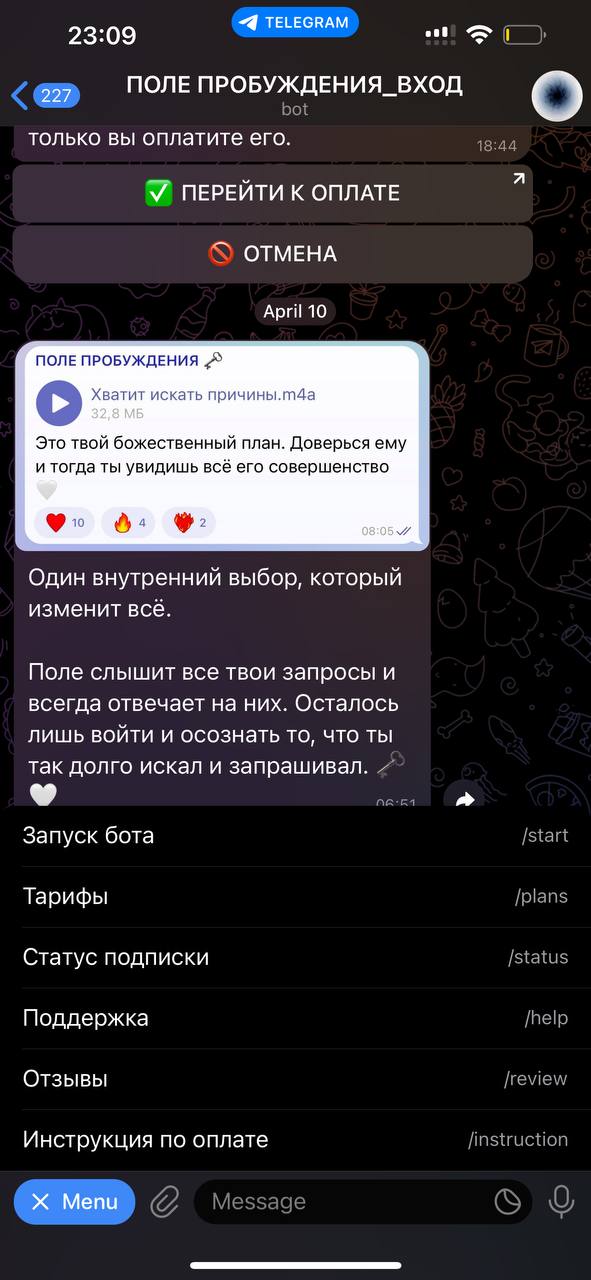 23:09
TELEGRAM
227
ПОЛЕ ПРОБУЖДЕНИЯ_ВХОД
bot
только вы оплатите его.
18:44
✅ ПЕРЕЙТИ К ОПЛАТЕ
🚫 ОТМЕНА
April 10
ПОЛЕ ПРОБУЖДЕНИЯ 🗝️
Хватит искать причины.m4a
32,8 МБ
Это твой божественный план. Доверься ему
и тогда ты увидишь всё его совершенство
🤍
❤️ 10 🔥 4 ❤️‍🔥 2
08:05
Один внутренний выбор, который
изменит всё.
Поле слышит все твои запросы и
всегда отвечает на них. Осталось
лишь войти и осознать то, что ты
так долго искал и запрашивал. 🗝️
🤍
06:51
Запуск бота /start
Тарифы /plans
Статус подписки /status
Поддержка /help
Отзывы /review
Инструкция по оплате /instruction
Menu
Message